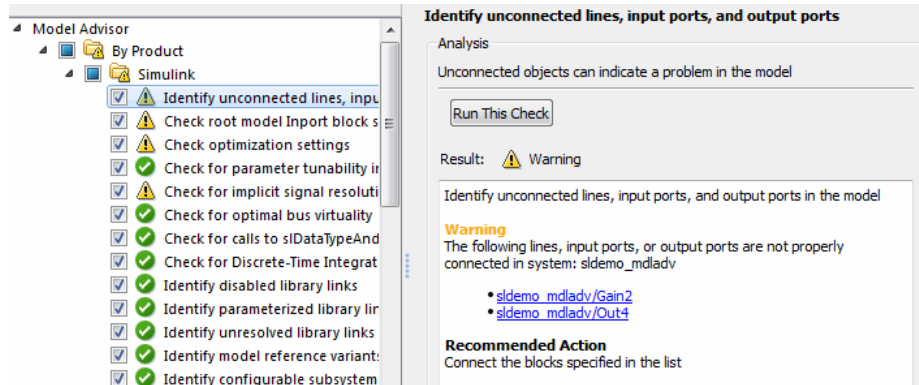 Model Advisor
By Product
Simulink
Identify unconnected lines, inpu
Check root model Inport block s
Check optimization settings
Check for parameter tunability in
Check for implicit signal resoluti
Check for optimal bus virtuality
Check for calls to slDataTypeAnd
Check for Discrete-Time Integrat
Identify disabled library links
Identify parameterized library lin
Identify unresolved library links
Identify model reference variants
Identify configurable subsystem
Identify unconnected lines, input ports, and output ports
Analysis
Unconnected objects can indicate a problem in the model
Run This Check
Result: Warning
Identify unconnected lines, input ports, and output ports in the model
Warning
The following lines, input ports, or output ports are not properly
connected in system: sldemo_mdladv
• sldemo_mdladv/Gain2
• sldemo_mdladv/Out4
Recommended Action
Connect the blocks specified in the list